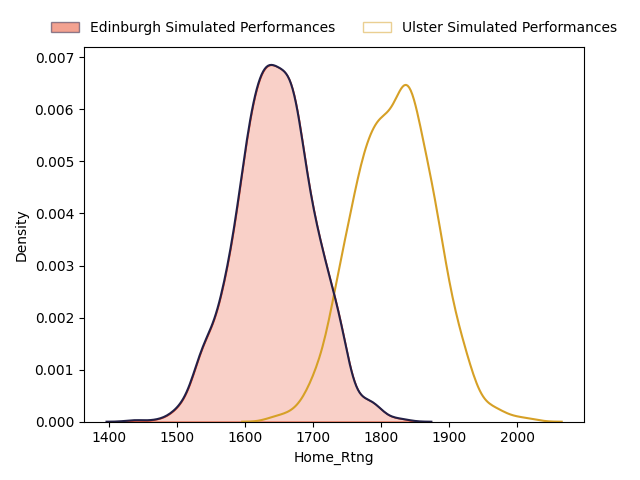 Edinburgh Simulated Performances Ulster Simulated Performances
0.007
0.006
0.005
0.004
0.003
0.002
0.001
0.000
Density
1400 1500 1600 1700 1800 1900 2000
Home_Rtng